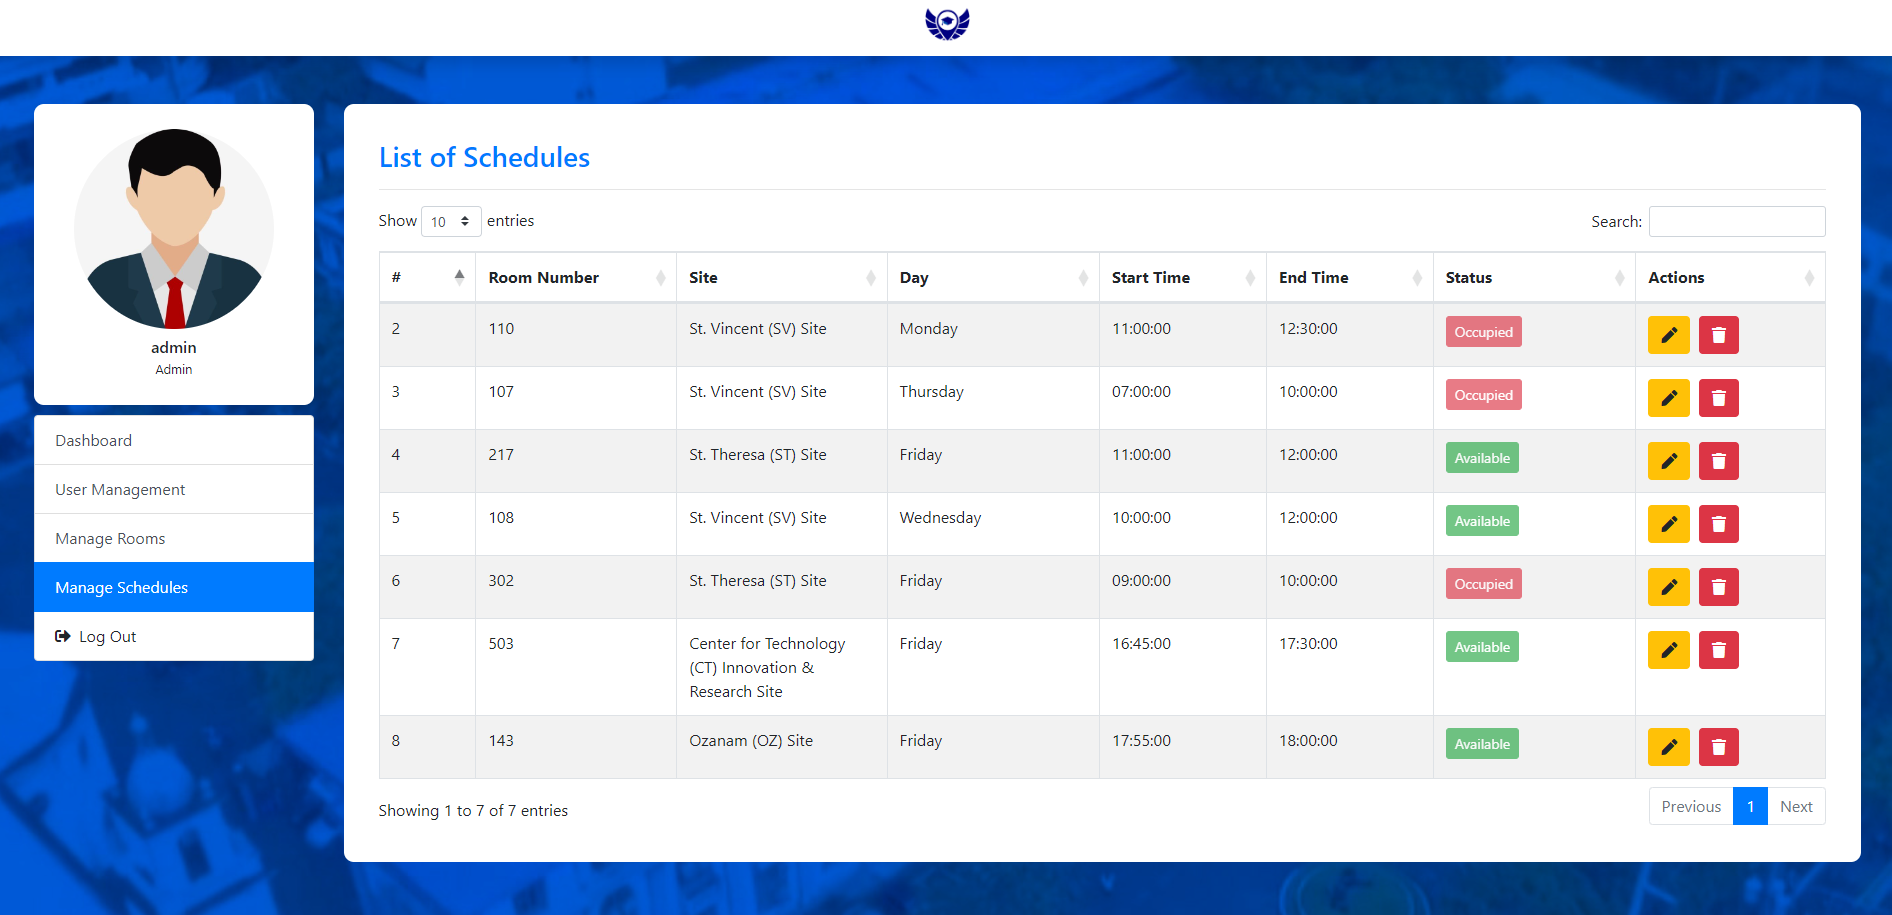 admin
Admin
Dashboard
User Management
Manage Rooms
Manage Schedules
Log Out
List of Schedules
Show 10 entries
Search:
# Room Number Site Day Start Time End Time Status Actions
2 110 St. Vincent (SV) Site Monday 11:00:00 12:30:00 Occupied
3 107 St. Vincent (SV) Site Thursday 07:00:00 10:00:00 Occupied
4 217 St. Theresa (ST) Site Friday 11:00:00 12:00:00 Available
5 108 St. Vincent (SV) Site Wednesday 10:00:00 12:00:00 Available
6 302 St. Theresa (ST) Site Friday 09:00:00 10:00:00 Occupied
7 503 Center for Technology Friday 16:45:00 17:30:00 Available
(CT) Innovation &
Research Site
8 143 Ozanam (OZ) Site Friday 17:55:00 18:00:00 Available
Showing 1 to 7 of 7 entries
Previous 1 Next